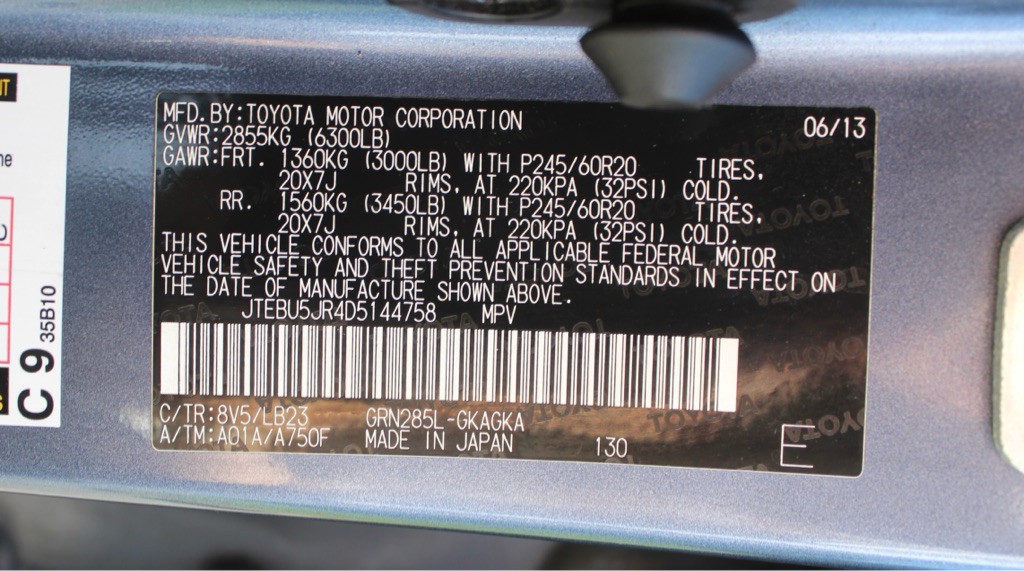 MFD.BY:TOYOTA MOTOR CORPORATION 06/13
GVWR:2855KG (6300LB)
GAWR:FRT. 1360KG (3000LB) WITH P245/60R20 TIRES,
20X7J RIMS, AT 220KPA (32PSI) COLD.
RR. 1560KG (3450LB) WITH P245/60R20 TIRES,
20X7J RIMS, AT 220KPA (32PSI) COLD.
THIS VEHICLE CONFORMS TO ALL APPLICABLE FEDERAL MOTOR
VEHICLE SAFETY AND THEFT PREVENTION STANDARDS IN EFFECT ON
THE DATE OF MANUFACTURE SHOWN ABOVE.
JTEBU5JR4D5144758 MPV
C/TR:8V5/LB23 GRN285L-GKAGKA
A/TM:A01A/A750F MADE IN JAPAN 130 E
C 9 35B10
TOYOTA
TOYOTA
TOYOTA
TOYOTA